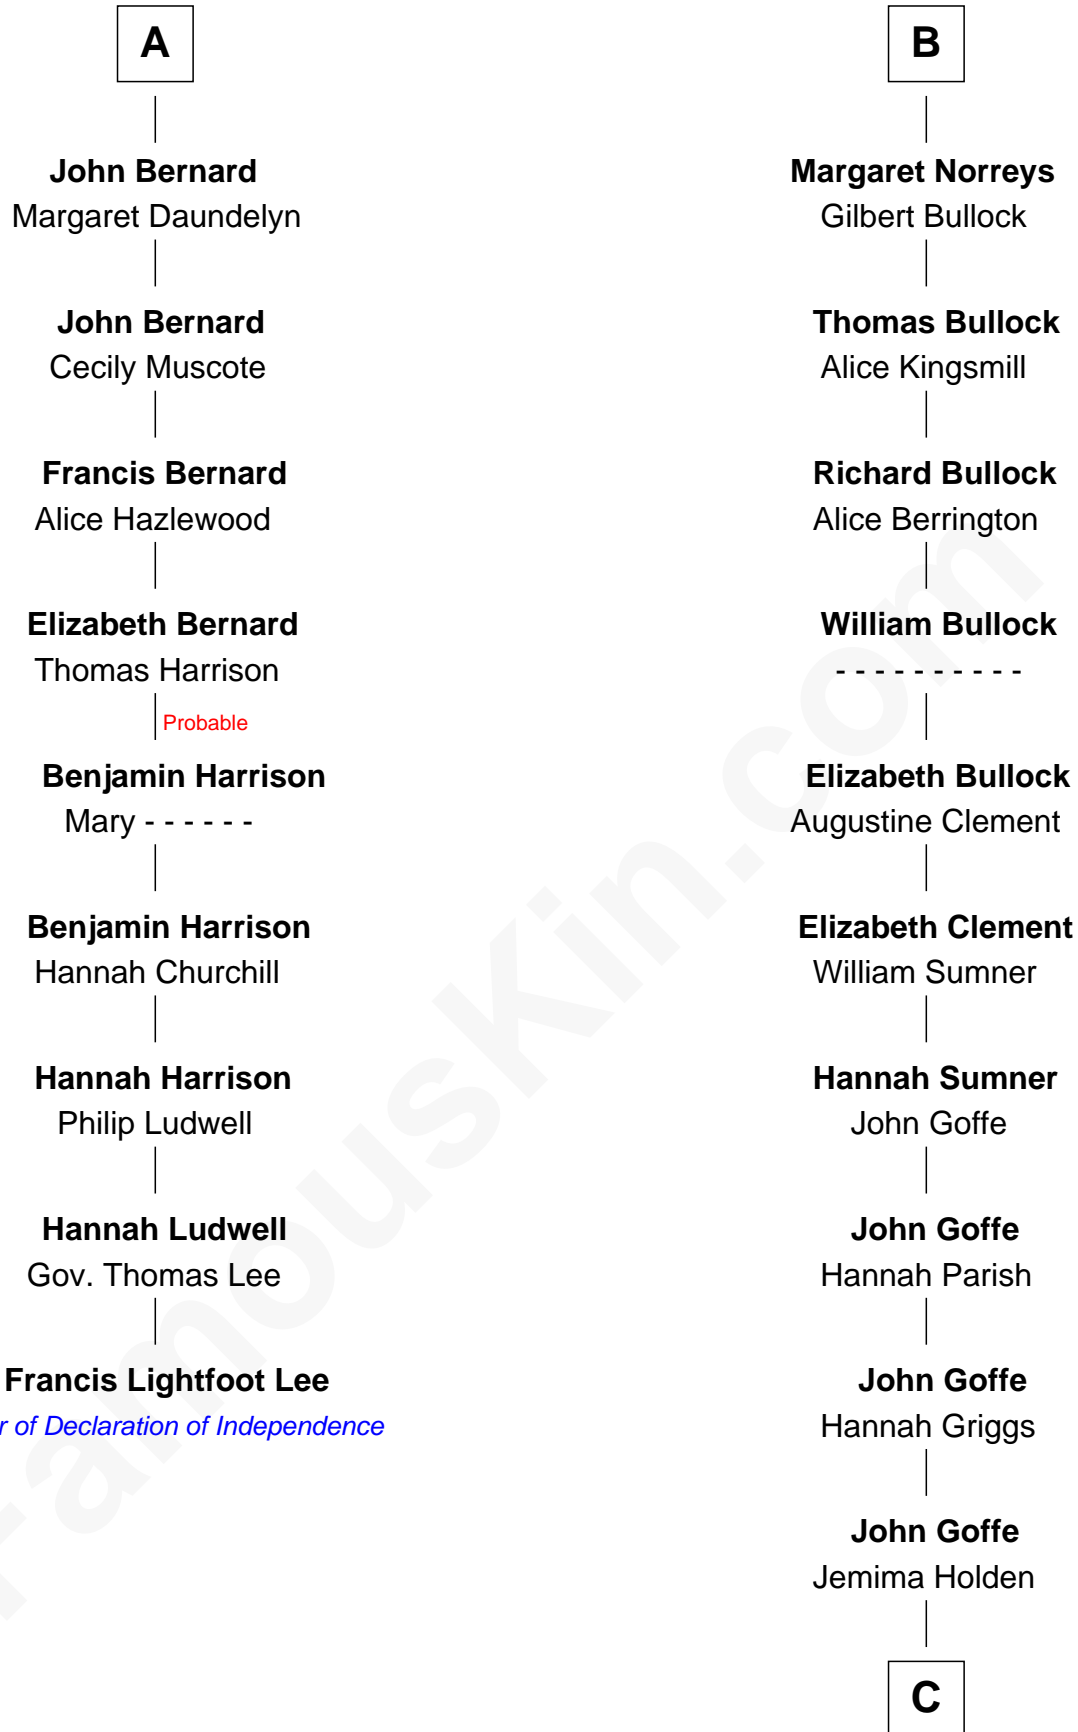 A
John Bernard
Margaret Daundelyn
John Bernard
Cecily Muscote
Francis Bernard
Alice Hazlewood
Elizabeth Bernard
Thomas Harrison
Probable
Benjamin Harrison
Mary - - - - - -
Benjamin Harrison
Hannah Churchill
Hannah Harrison
Philip Ludwell
Hannah Ludwell
Gov. Thomas Lee
Francis Lightfoot Lee
r of Declaration of Independence
B
Margaret Norreys
Gilbert Bullock
Thomas Bullock
Alice Kingsmill
Richard Bullock
Alice Berrington
William Bullock
- - - - - - - - - -
Elizabeth Bullock
Augustine Clement
Elizabeth Clement
William Sumner
Hannah Sumner
John Goffe
John Goffe
Hannah Parish
John Goffe
Hannah Griggs
John Goffe
Jemima Holden
C
FamousKin.com